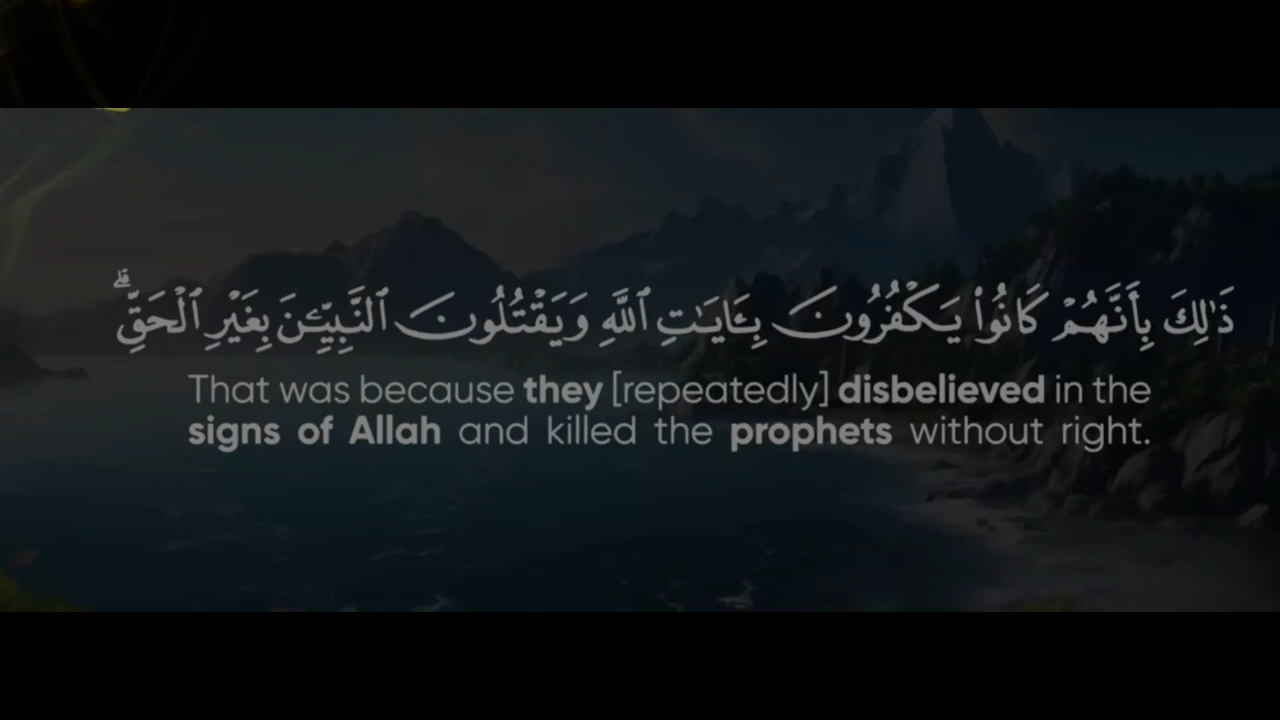 ذَٰلِكَ بِأَنَّهُمْ كَانُوا۟ يَكْفُرُونَ بِـَٔايَـٰتِ ٱللَّهِ وَيَقْتُلُونَ ٱلنَّبِيِّـۧنَ بِغَيْرِ ٱلْحَقِّ ۗ
That was because they [repeatedly] disbelieved in the
signs of Allah and killed the prophets without right.